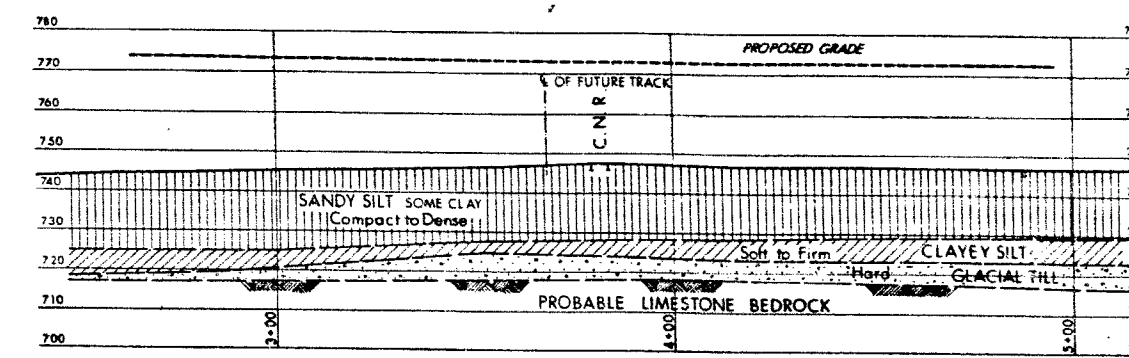 780
PROPOSED GRADE
770
℄ OF FUTURE TRACK
760
C.N.R.
750
740
SANDY SILT SOME CLAY
Compact to Dense
730
Soft to Firm
CLAYEY SILT
720
Hard
GLACIAL TILL
710
PROBABLE LIMESTONE BEDROCK
700
3+00
4+00
5+00